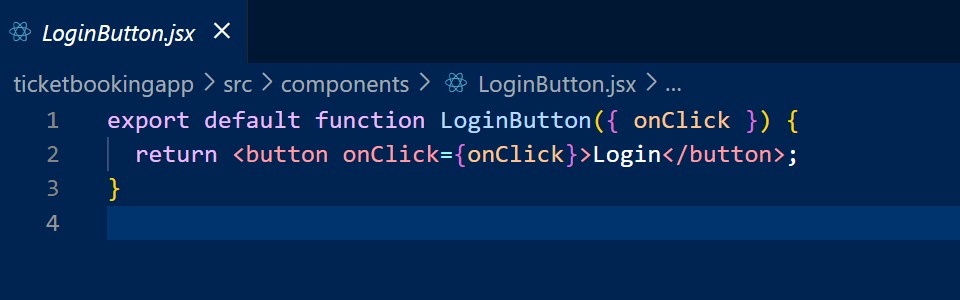 LoginButton.jsx ×
ticketbookingapp > src > components > LoginButton.jsx > ...
1 export default function LoginButton({ onClick }) {
2   return <button onClick={onClick}>Login</button>;
3 }
4